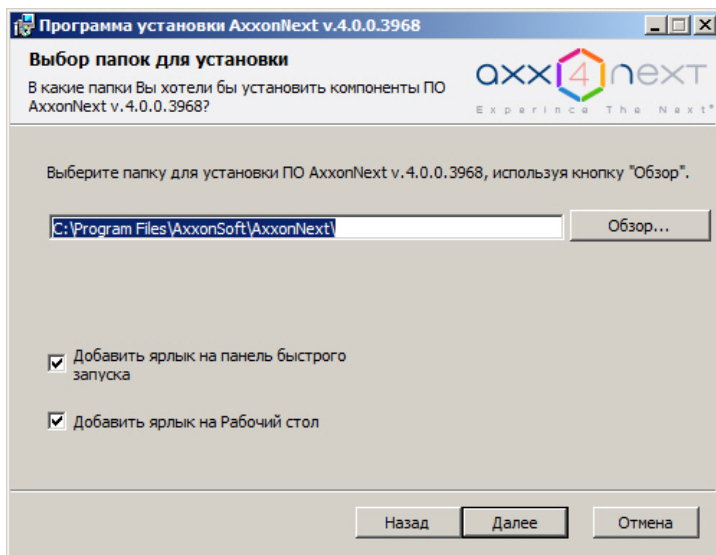 Программа установки AxxonNext v.4.0.0.3968
Выбор папок для установки
В какие папки Вы хотели бы установить компоненты ПО
AxxonNext v.4.0.0.3968?
axx4next
Experince The Next
Выберите папку для установки ПО AxxonNext v.4.0.0.3968, используя кнопку "Обзор".
C:\Program Files\AxxonSoft\AxxonNext\
Обзор...
Добавить ярлык на панель быстрого
запуска
Добавить ярлык на Рабочий стол
Назад
Далее
Отмена